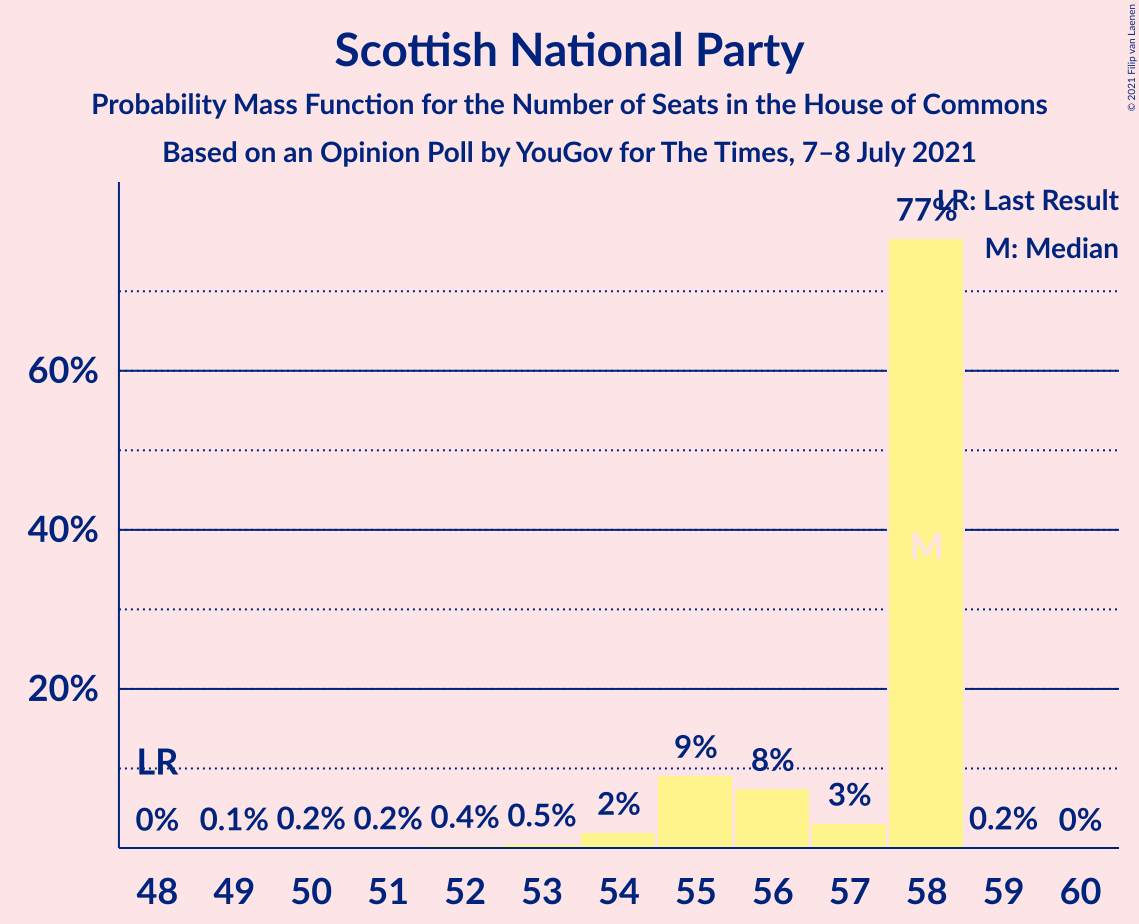 Scottish National Party
Probability Mass Function for the Number of Seats in the House of Commons
Based on an Opinion Poll by YouGov for The Times, 7–8 July 2021
© 2021 Filip van Laenen
LR: Last Result
M: Median
77%
60%
40%
20%
M
LR
0% 0.1% 0.2% 0.2% 0.4% 0.5% 2% 9% 8% 3% 0.2% 0%
48 49 50 51 52 53 54 55 56 57 58 59 60